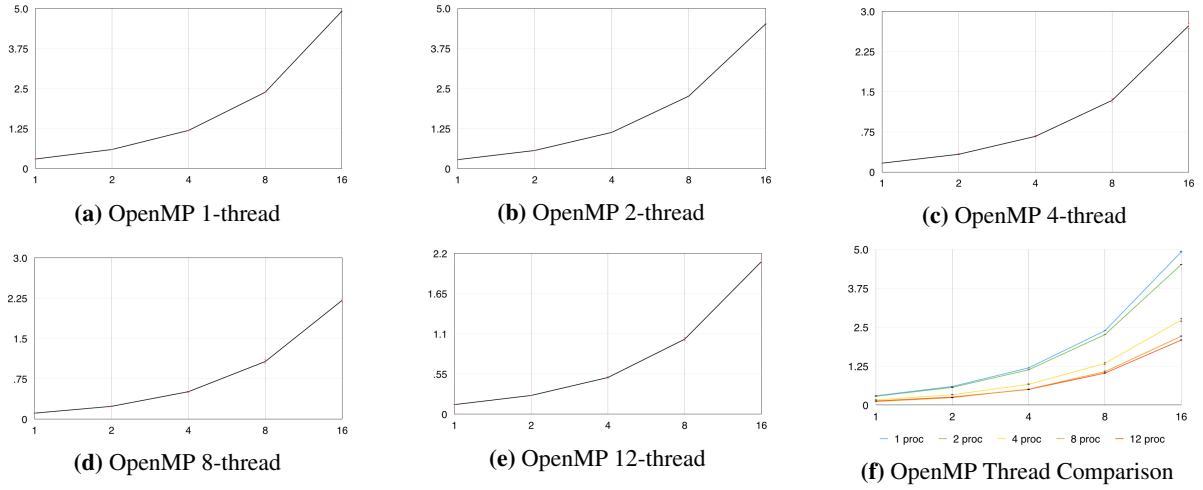 5.0
3.75
2.5
1.25
0
1 2 4 8 16
(a) OpenMP 1-thread
5.0
3.75
2.5
1.25
0
1 2 4 8 16
(b) OpenMP 2-thread
3.0
2.25
1.5
.75
0
1 2 4 8 16
(c) OpenMP 4-thread
3.0
2.25
1.5
.75
0
1 2 4 8 16
(d) OpenMP 8-thread
2.2
1.65
1.1
.55
0
1 2 4 8 16
(e) OpenMP 12-thread
5.0
3.75
2.5
1.25
0
1 2 4 8 16
1 proc 2 proc 4 proc 8 proc 12 proc
(f) OpenMP Thread Comparison